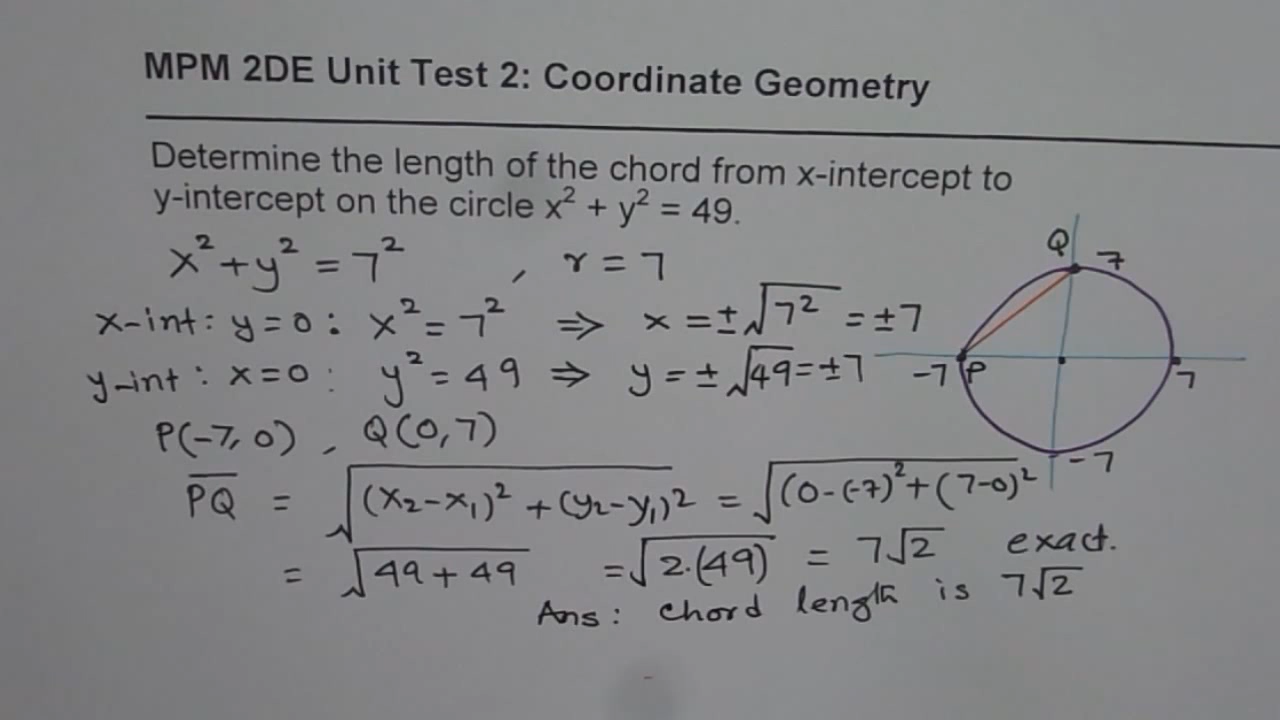 MPM 2DE Unit Test 2: Coordinate Geometry
Determine the length of the chord from x-intercept to
y-intercept on the circle x² + y² = 49.
x² + y² = 7² , r = 7
x-int: y=0: x² = 7² ⇒ x = ±√7² = ±7
y-int: x=0: y² = 49 ⇒ y = ±√49 = ±7
P(-7, 0) , Q(0, 7)
P̅Q̅ = √(x₂-x₁)² + (y₂-y₁)² = √(0-(-7)² + (7-0)²
= √49 + 49 = √2·(49) = 7√2 exact.
Ans: chord length is 7√2
Q 7
-7 P 7
-7